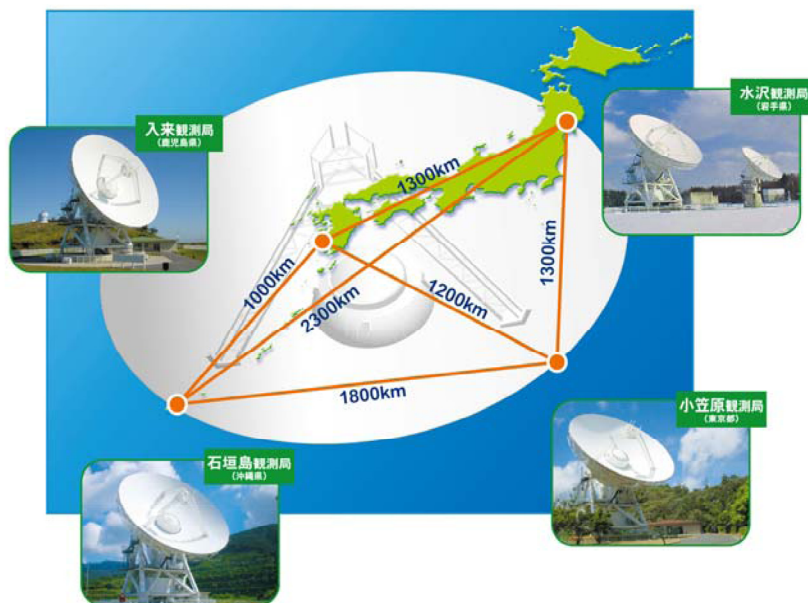 入来観測局
(鹿児島県)
水沢観測局
(岩手県)
1300km
1000km
2300km
1200km
1300km
1800km
小笠原観測局
(東京都)
石垣島観測局
(沖縄県)